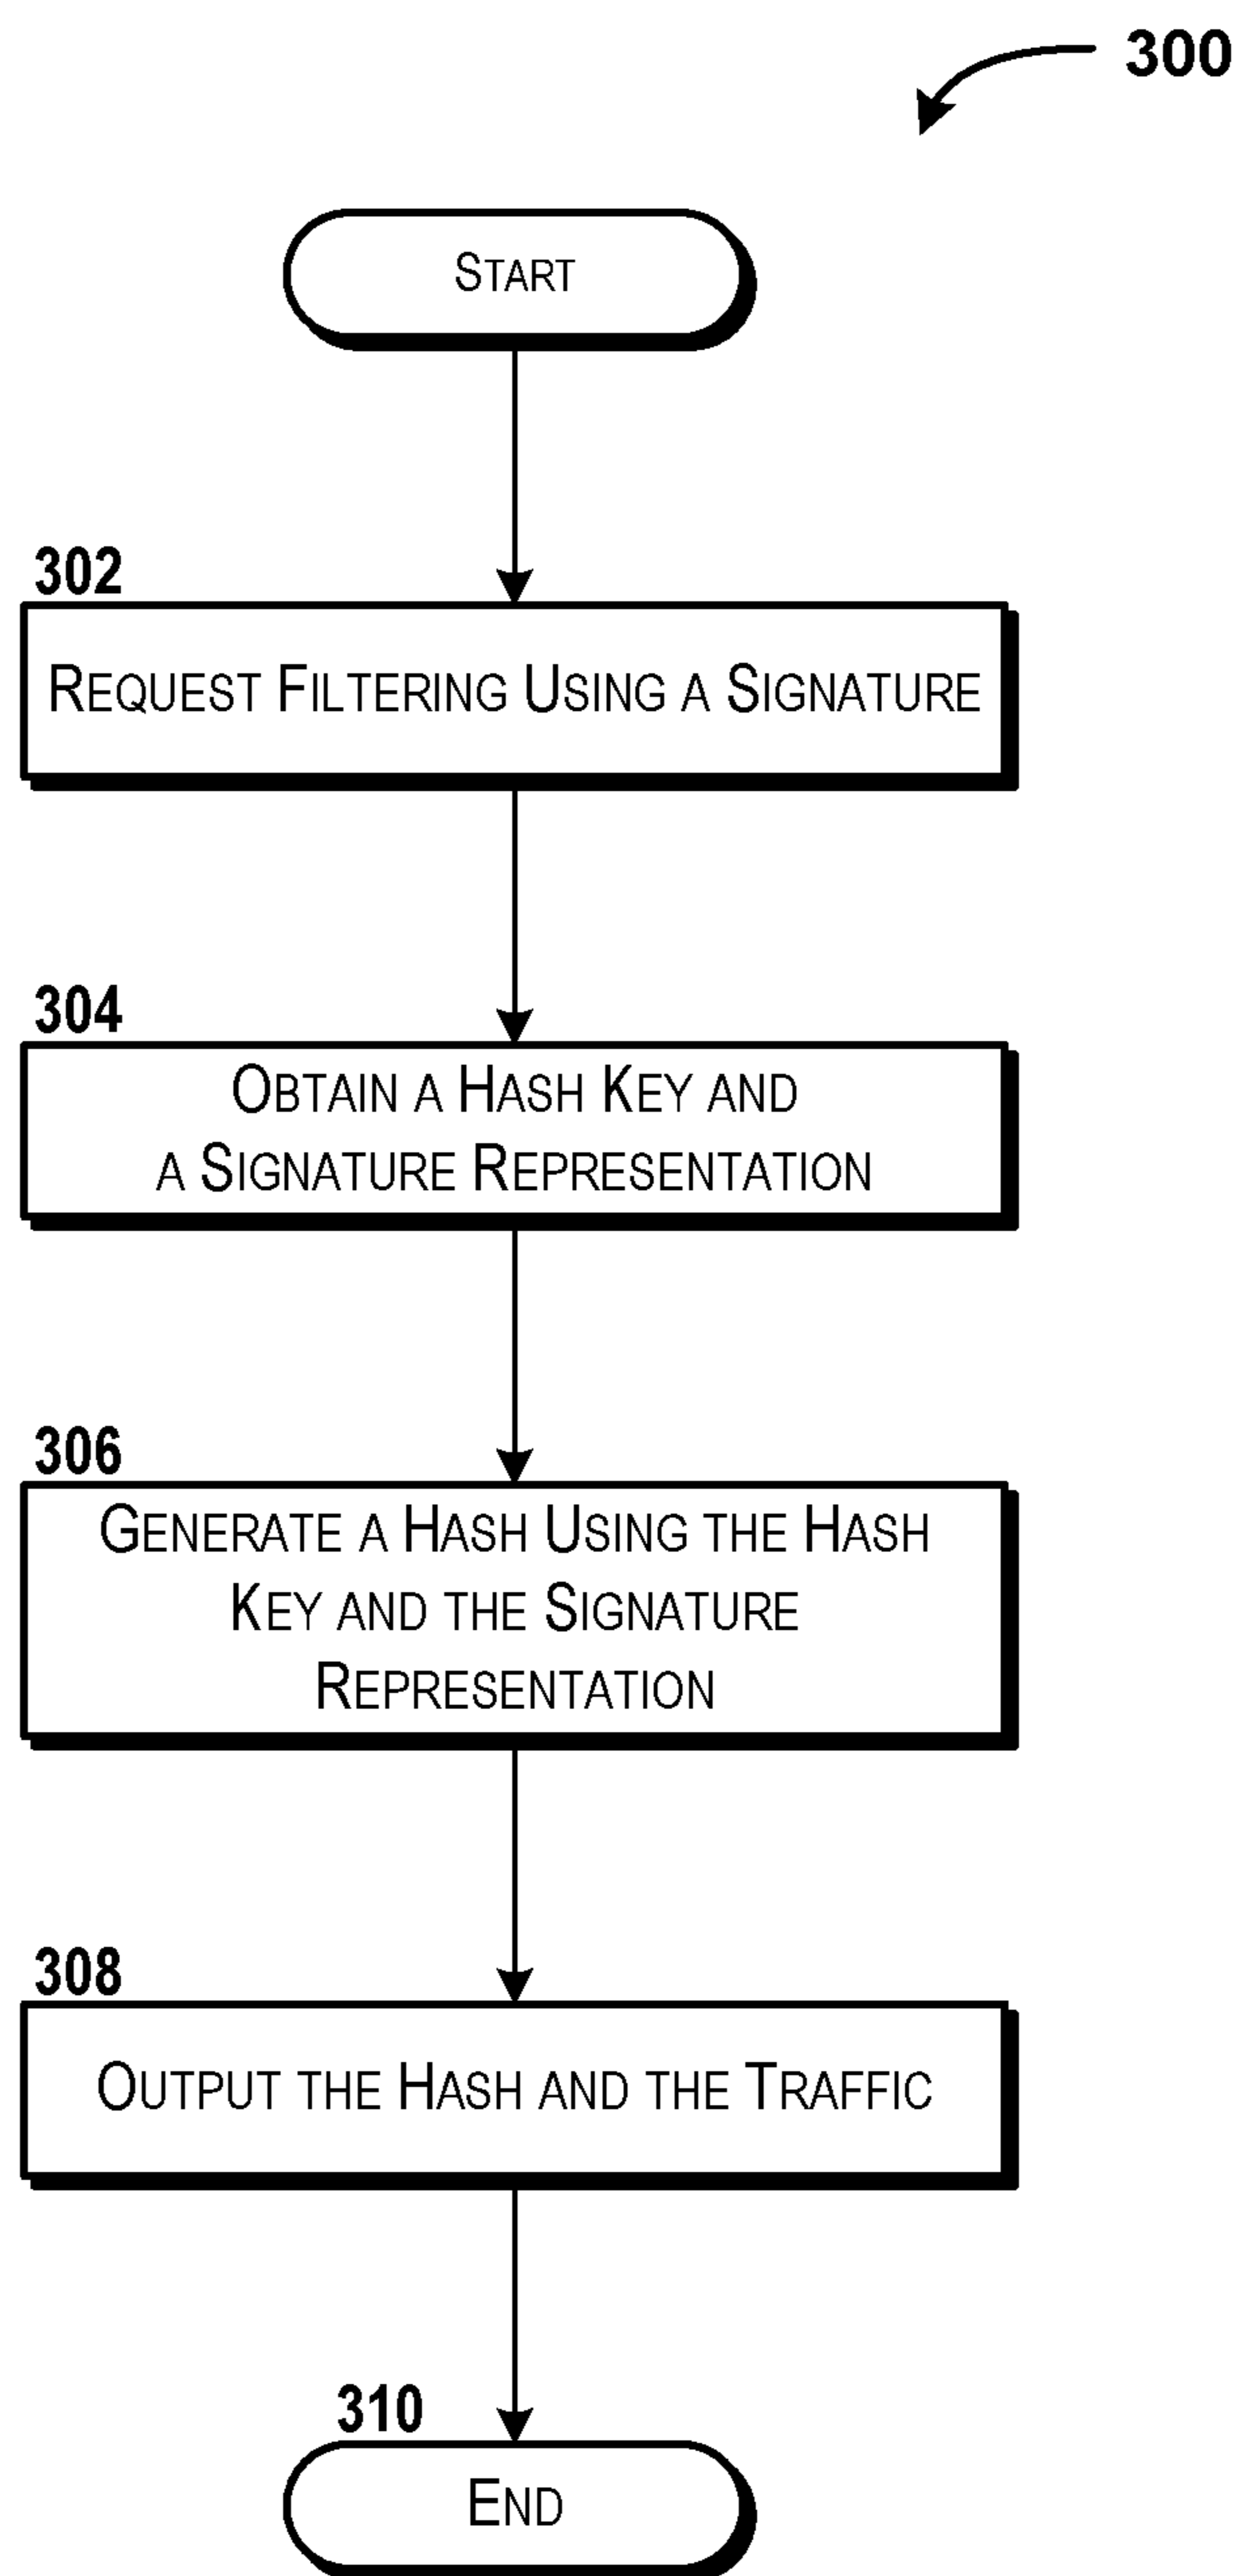 300
START
302
REQUEST FILTERING USING A SIGNATURE
304
OBTAIN A HASH KEY AND
A SIGNATURE REPRESENTATION
306
GENERATE A HASH USING THE HASH
KEY AND THE SIGNATURE
REPRESENTATION
308
OUTPUT THE HASH AND THE TRAFFIC
310
END